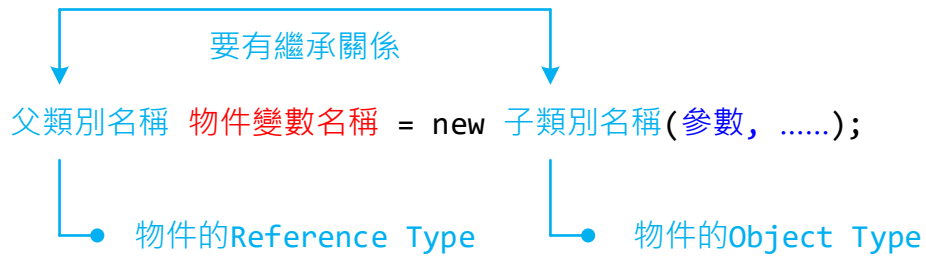 要有繼承關係
父類別名稱 物件變數名稱 = new 子類別名稱(參數, ……);
物件的Reference Type
物件的Object Type